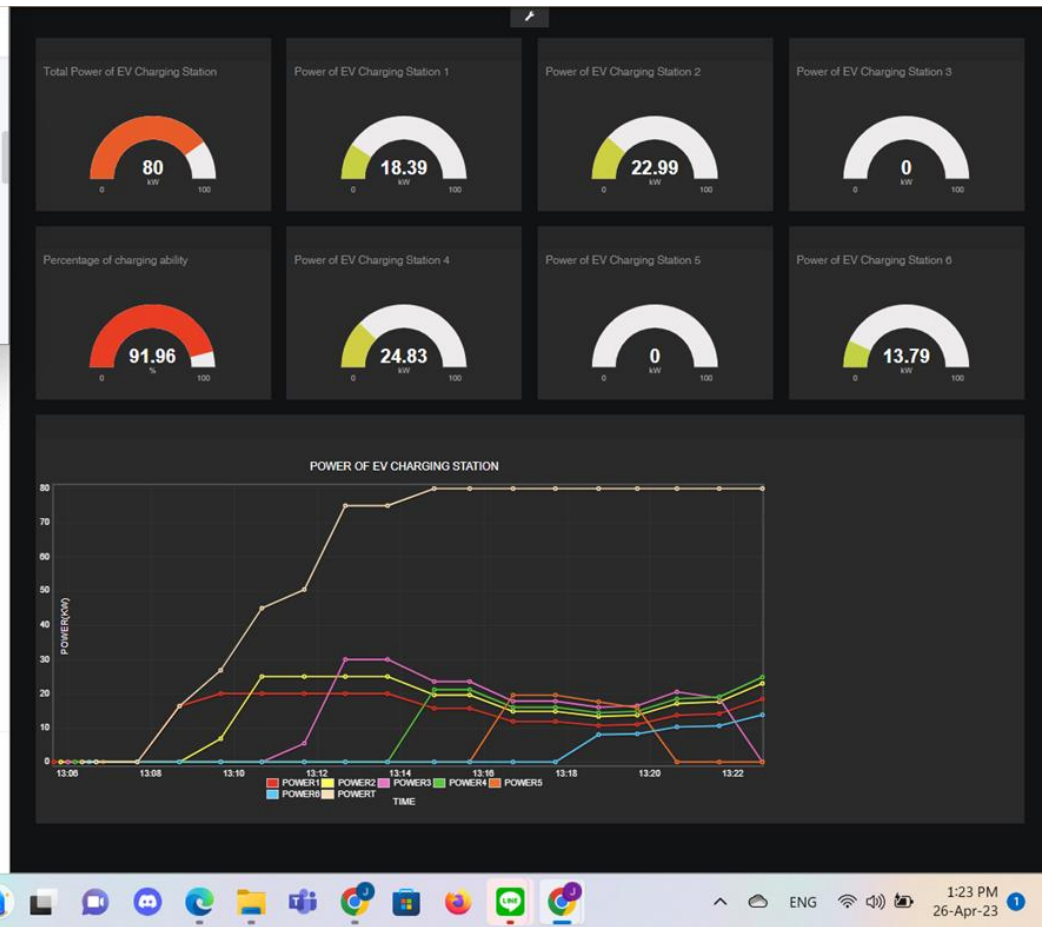 Total Power of EV Charging Station
80
kW
0
100
Power of EV Charging Station 1
18.39
kW
0
100
Power of EV Charging Station 2
22.99
kW
0
100
Power of EV Charging Station 3
0
kW
0
100
Percentage of charging ability
91.96
%
0
100
Power of EV Charging Station 4
24.83
kW
0
100
Power of EV Charging Station 5
0
kW
0
100
Power of EV Charging Station 6
13.79
kW
0
100
POWER OF EV CHARGING STATION
80
70
60
50
40
30
20
10
0
POWER(KW)
13:06 13:08 13:10 13:12 13:14 13:16 13:18 13:20 13:22
POWER1 POWER2 POWER3 POWER4 POWER5
POWER6 POWERT
TIME
J
LINE
J
ENG
1:23 PM
26-Apr-23
1